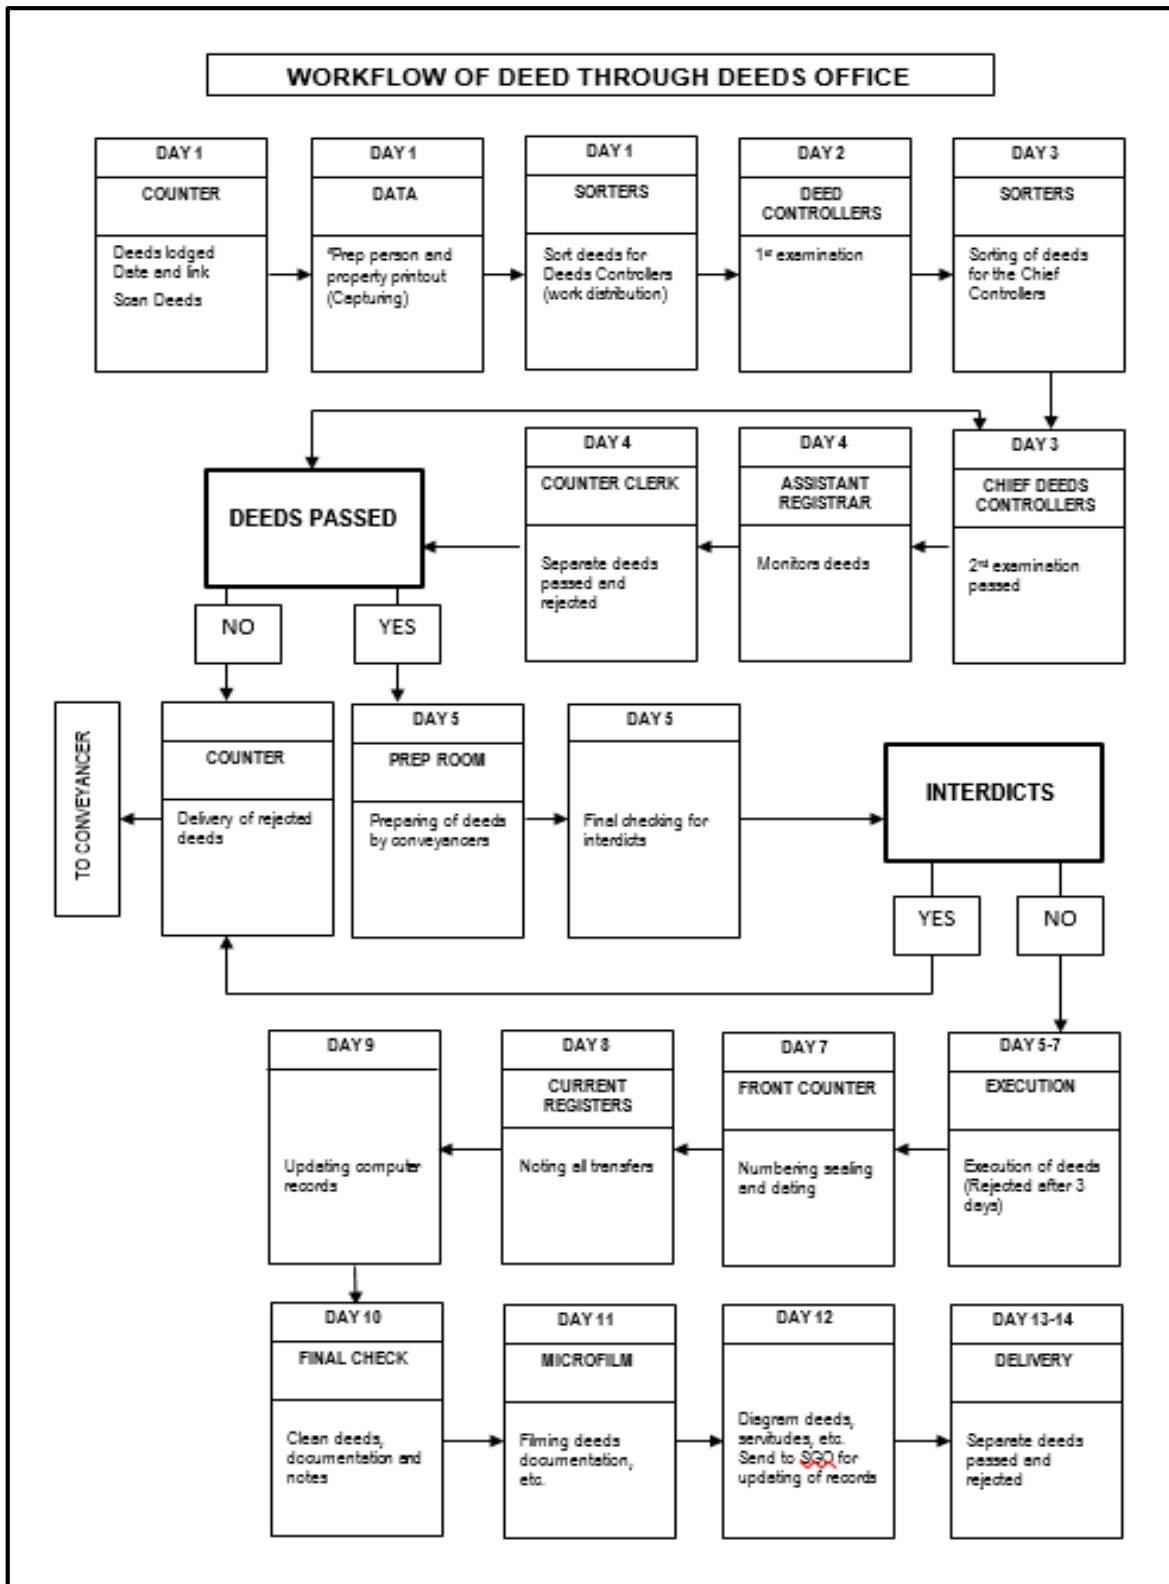 WORKFLOW OF DEED THROUGH DEEDS OFFICE
DAY 1
COUNTER
Deeds lodged
Date and link
Scan Deeds
DAY 1
DATA
*Prep person and
property printout
(Capturing)
DAY 1
SORTERS
Sort deeds for
Deeds Controllers
(work distribution)
DAY 2
DEED
CONTROLLERS
1st examination
DAY 3
SORTERS
Sorting of deeds
for the Chief
Controllers
DEEDS PASSED
DAY 4
COUNTER CLERK
Separate deeds
passed and
rejected
DAY 4
ASSISTANT
REGISTRAR
Monitors deeds
DAY 3
CHIEF DEEDS
CONTROLLERS
2nd examination
passed
NO
YES
TO CONVEYANCER
COUNTER
Delivery of rejected
deeds
DAY 5
PREP ROOM
Preparing of deeds
by conveyancers
DAY 5
Final checking for
interdicts
INTERDICTS
YES
NO
DAY 9
Updating computer
records
DAY 8
CURRENT
REGISTERS
Noting all transfers
DAY 7
FRONT COUNTER
Numbering sealing
and dating
DAY 5-7
EXECUTION
Execution of deeds
(Rejected after 3
days)
DAY 10
FINAL CHECK
Clean deeds,
documentation and
notes
DAY 11
MICROFILM
Filming deeds
documentation,
etc.
DAY 12
Diagram deeds,
servitudes, etc.
Send to SGO for
updating of records
DAY 13-14
DELIVERY
Separate deeds
passed and
rejected